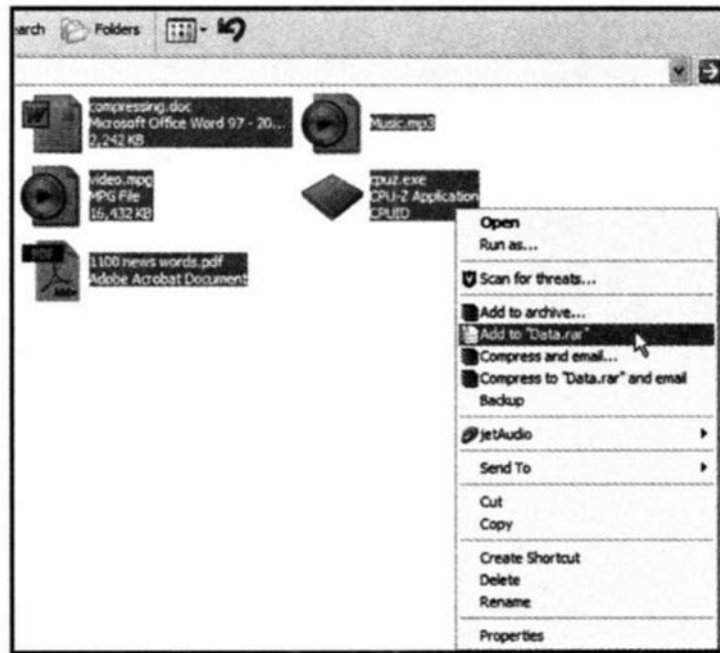 arch Folders
compressing.doc
Microsoft Office Word 97 - 20...
2,242 KB
Music.mp3
video.mpg
MPG File
16,432 KB
cpuz.exe
CPU-Z Application
CPUID
1100 news words.pdf
Adobe Acrobat Document
Open
Run as...
Scan for threats...
Add to archive...
Add to "Data.rar"
Compress and email...
Compress to "Data.rar" and email
Backup
jetAudio
Send To
Cut
Copy
Create Shortcut
Delete
Rename
Properties